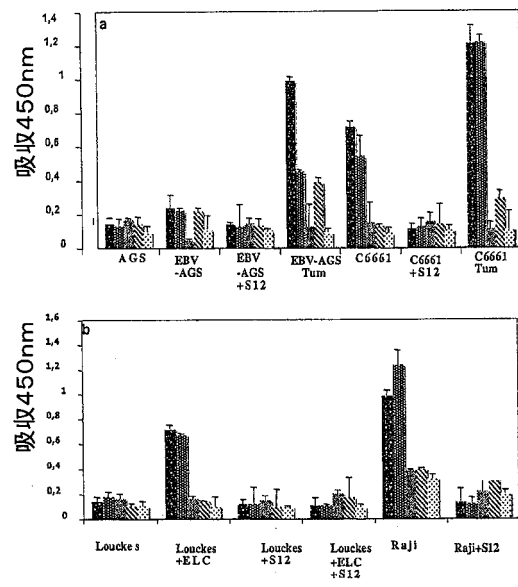 a
吸収450nm
1,4
1,2
1
0,8
0,6
0,4
0,2
0
AGS
EBV
-AGS
EBV
-AGS
+S12
EBV-AGS
Tum
C6661
C6661
+S12
C6661
Tum
b
吸収450nm
1,6
1,4
1,2
1
0,8
0,6
0,4
0,2
0
Louckes
Louckes
+ELC
Louckes
+S12
Louckes
+ELC
+S12
Raji
Raji+S12